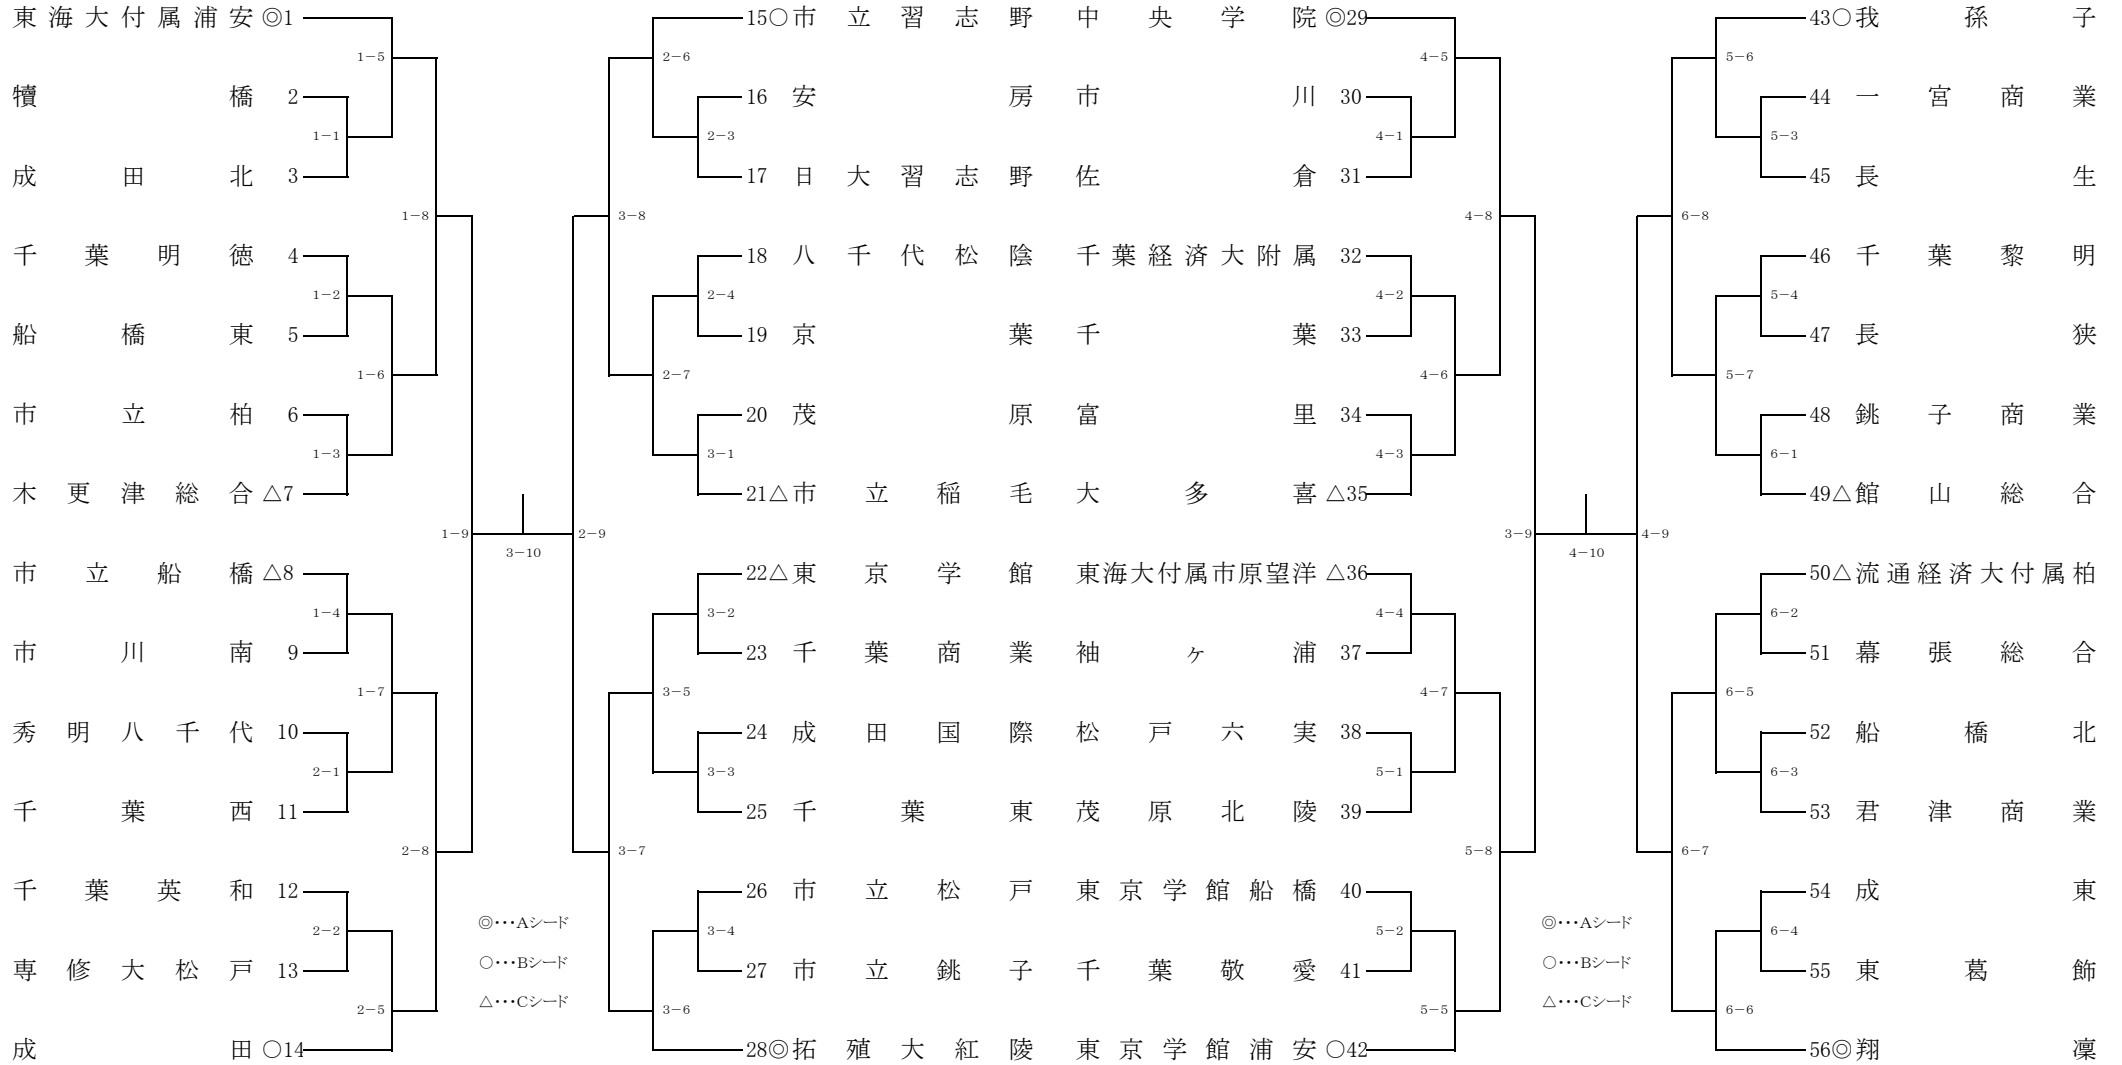 東海大付属浦安 ◎1
1-5
犢橋 2
1-1
成田北 3
1-8
千葉明徳 4
1-2
船橋東 5
1-6
市立柏 6
1-3
木更津総合 △7
1-9
市立船橋 △8
1-4
市川南 9
1-7
秀明八千代 10
2-1
千葉西 11
2-8
千葉英和 12
2-2
専修大松戸 13
2-5
成田 ○14
3-10
◎・・・Aシード
○・・・Bシード
△・・・Cシード
15○ 市立習志野
2-6
16 安房
2-3
17 日大習志野
3-8
18 八千代松陰
2-4
19 京葉
2-7
20 茂原
3-1
21△ 市立稲毛
2-9
22△ 東京学館
3-2
23 千葉商業
3-5
24 成田国際
3-3
25 千葉東
3-7
26 市立松戸
3-4
27 市立銚子
3-6
28◎ 拓殖大紅陵
中央学院 ◎29
4-5
市川 30
4-1
佐倉 31
4-8
千葉経済大附属 32
4-2
千葉 33
4-6
富里 34
4-3
大多喜 △35
3-9
東海大付属市原望洋 △36
4-4
袖ヶ浦 37
4-7
松戸六実 38
5-1
茂原北陵 39
5-8
東京学館船橋 40
5-2
千葉敬愛 41
5-5
東京学館浦安 ○42
4-10
◎・・・Aシード
○・・・Bシード
△・・・Cシード
43○ 我孫子
5-6
44 一宮商業
5-3
45 長生
6-8
46 千葉黎明
5-4
47 長狭
5-7
48 銚子商業
6-1
49△ 館山総合
4-9
50△ 流通経済大付属柏
6-2
51 幕張総合
6-5
52 船橋北
6-3
53 君津商業
6-7
54 成東
6-4
55 東葛飾
6-6
56◎ 翔凜